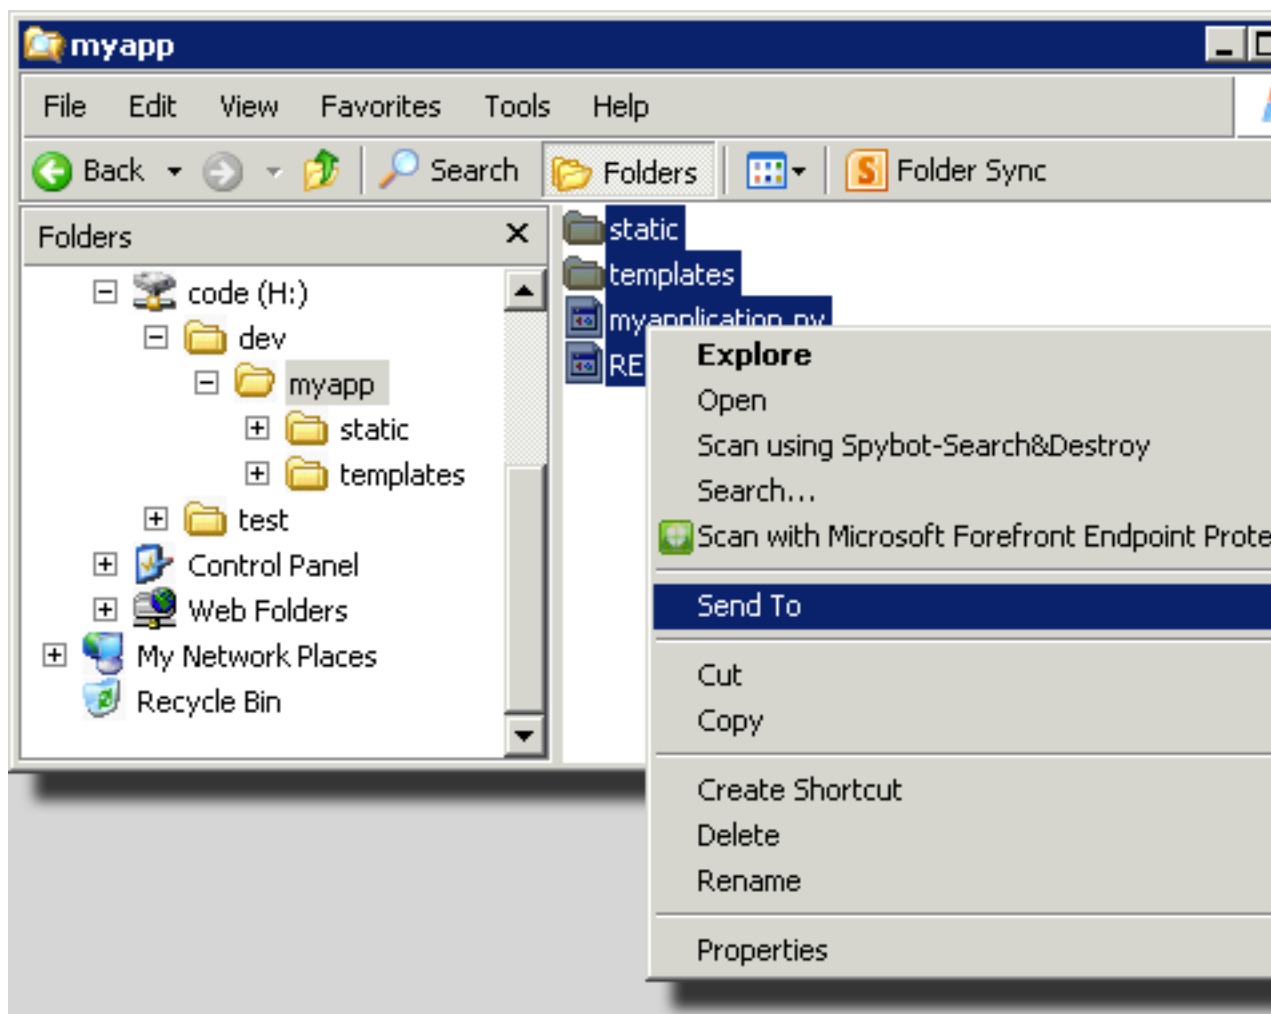 myapp
File Edit View Favorites Tools Help
Back Search Folders Folder Sync
Folders
code (H:)
dev
myapp
static
templates
test
Control Panel
Web Folders
My Network Places
Recycle Bin
static
templates
myapplication.py
RE
Explore
Open
Scan using Spybot-Search&Destroy
Search...
Scan with Microsoft Forefront Endpoint Prote
Send To
Cut
Copy
Create Shortcut
Delete
Rename
Properties